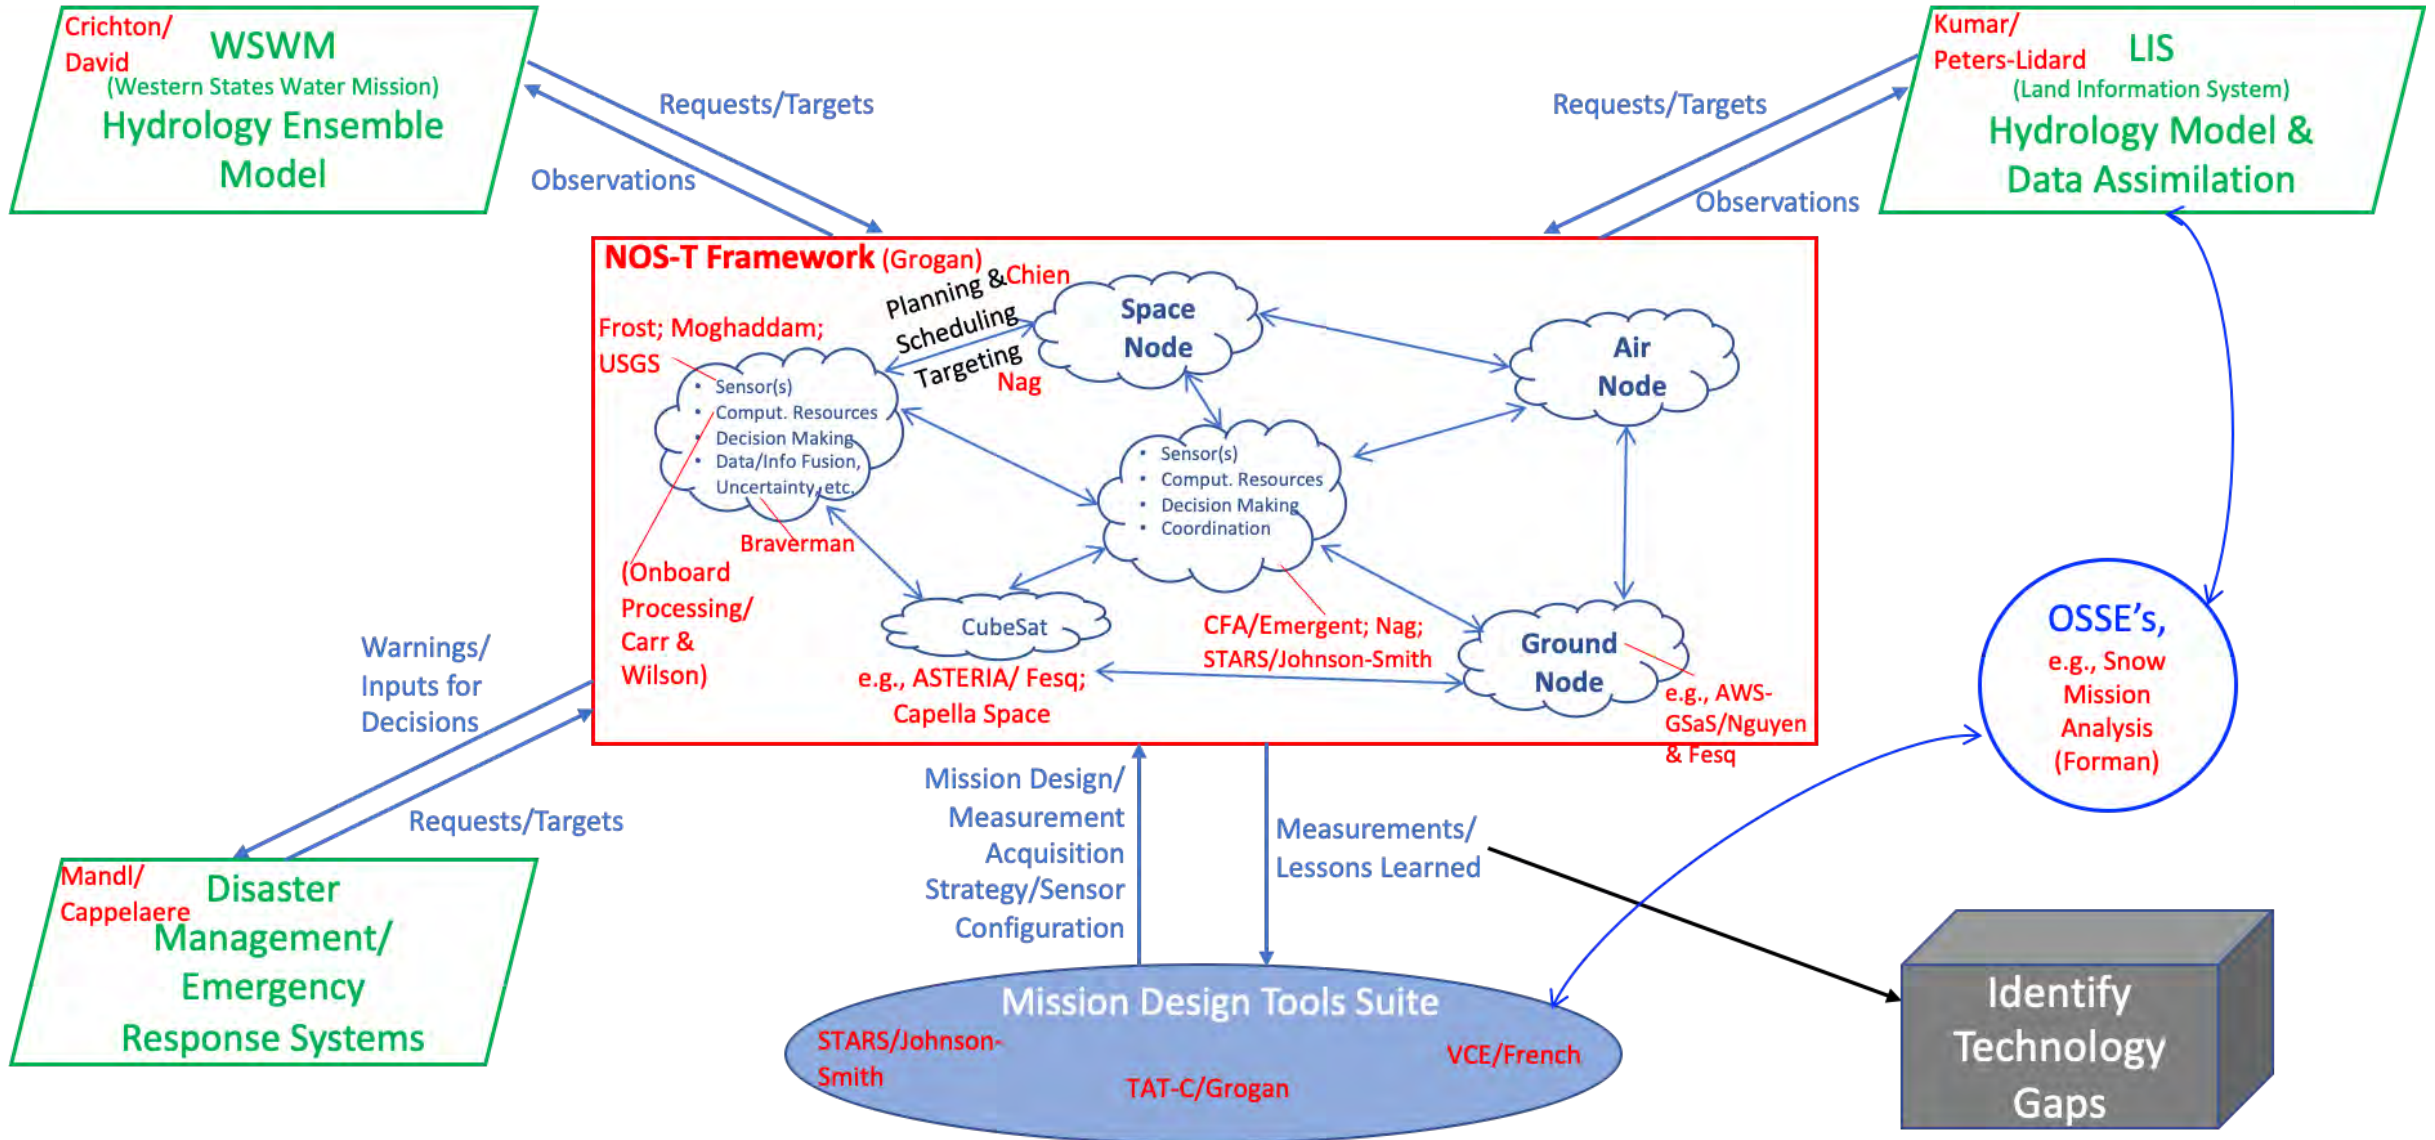 Crichton/
David
WSWM
(Western States Water Mission)
Hydrology Ensemble
Model
Requests/Targets
Observations
Requests/Targets
Observations
Kumar/
Peters-Lidard
LIS
(Land Information System)
Hydrology Model &
Data Assimilation
NOS-T Framework (Grogan)
Planning & Chien
Scheduling
Targeting
Nag
Frost; Moghaddam;
USGS
• Sensor(s)
• Comput. Resources
• Decision Making
• Data/Info Fusion,
Uncertainty, etc.
Braverman
(Onboard
Processing/
Carr &
Wilson)
Space
Node
Air
Node
• Sensor(s)
• Comput. Resources
• Decision Making
• Coordination
CubeSat
e.g., ASTERIA/ Fesq;
Capella Space
CFA/Emergent; Nag;
STARS/Johnson-Smith
Ground
Node
e.g., AWS-
GSaS/Nguyen
& Fesq
OSSE's,
e.g., Snow
Mission
Analysis
(Forman)
Warnings/
Inputs for
Decisions
Requests/Targets
Mandl/
Cappelaere
Disaster
Management/
Emergency
Response Systems
Mission Design/
Measurement
Acquisition
Strategy/Sensor
Configuration
Measurements/
Lessons Learned
Mission Design Tools Suite
STARS/Johnson-
Smith
TAT-C/Grogan
VCE/French
Identify
Technology
Gaps